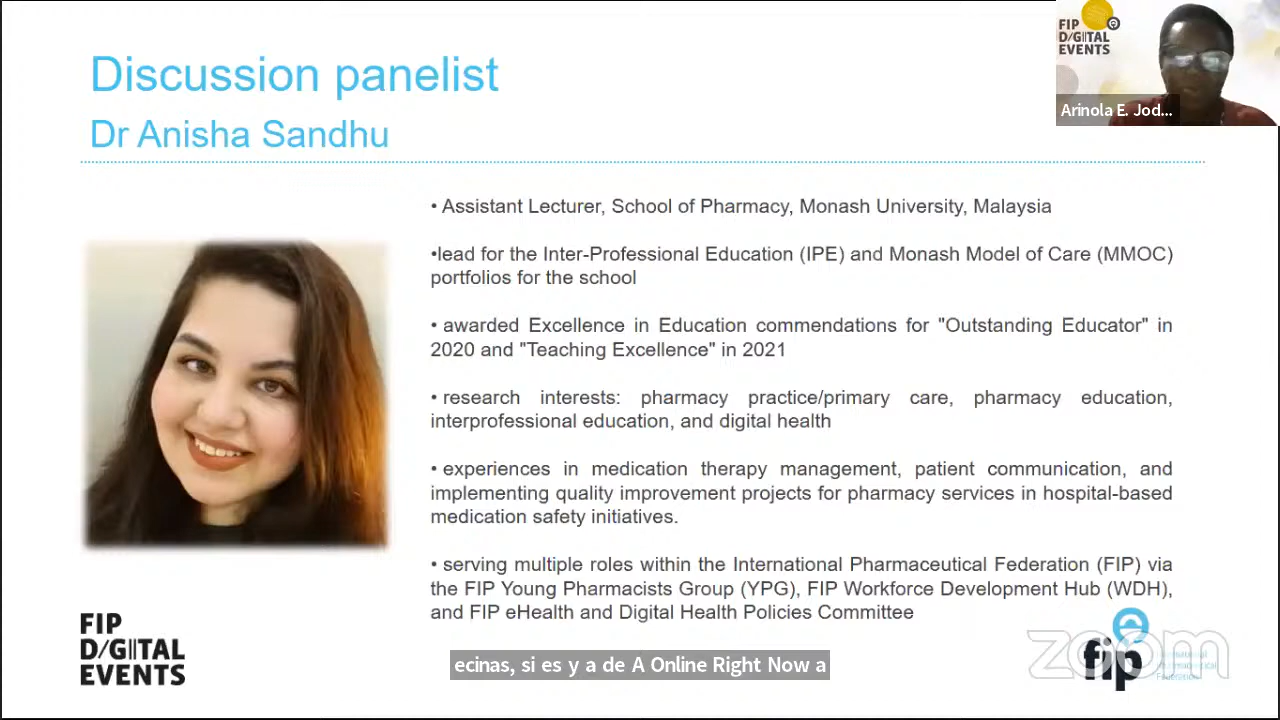 Discussion panelist
Dr Anisha Sandhu
FIP
D/GITAL
EVENTS
Arinola E. Jod...
• Assistant Lecturer, School of Pharmacy, Monash University, Malaysia
•lead for the Inter-Professional Education (IPE) and Monash Model of Care (MMOC)
portfolios for the school
• awarded Excellence in Education commendations for "Outstanding Educator" in
2020 and "Teaching Excellence" in 2021
• research interests: pharmacy practice/primary care, pharmacy education,
interprofessional education, and digital health
• experiences in medication therapy management, patient communication, and
implementing quality improvement projects for pharmacy services in hospital-based
medication safety initiatives.
• serving multiple roles within the International Pharmaceutical Federation (FIP) via
the FIP Young Pharmacists Group (YPG), FIP Workforce Development Hub (WDH),
and FIP eHealth and Digital Health Policies Committee
FIP
D/GITAL
EVENTS
ecinas, si es y a de A Online Right Now a
zoom
fip